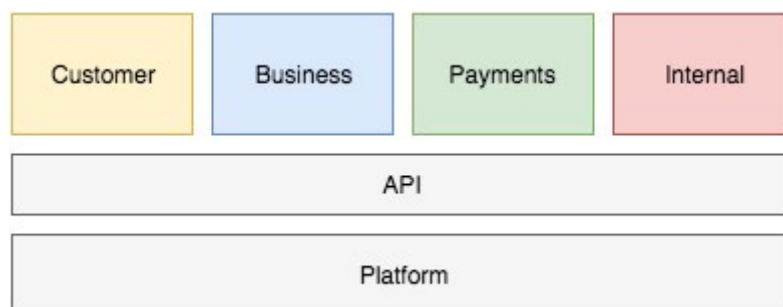 Customer
Business
Payments
Internal
API
Platform